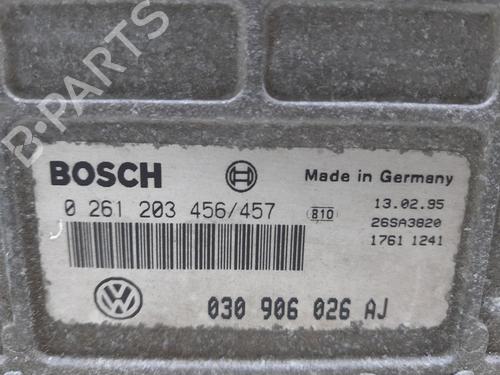 B-PARTS
BOSCH
Made in Germany
0 261 203 456/457
810
13.02.95
26SA3820
1761 1241
030 906 026 AJ